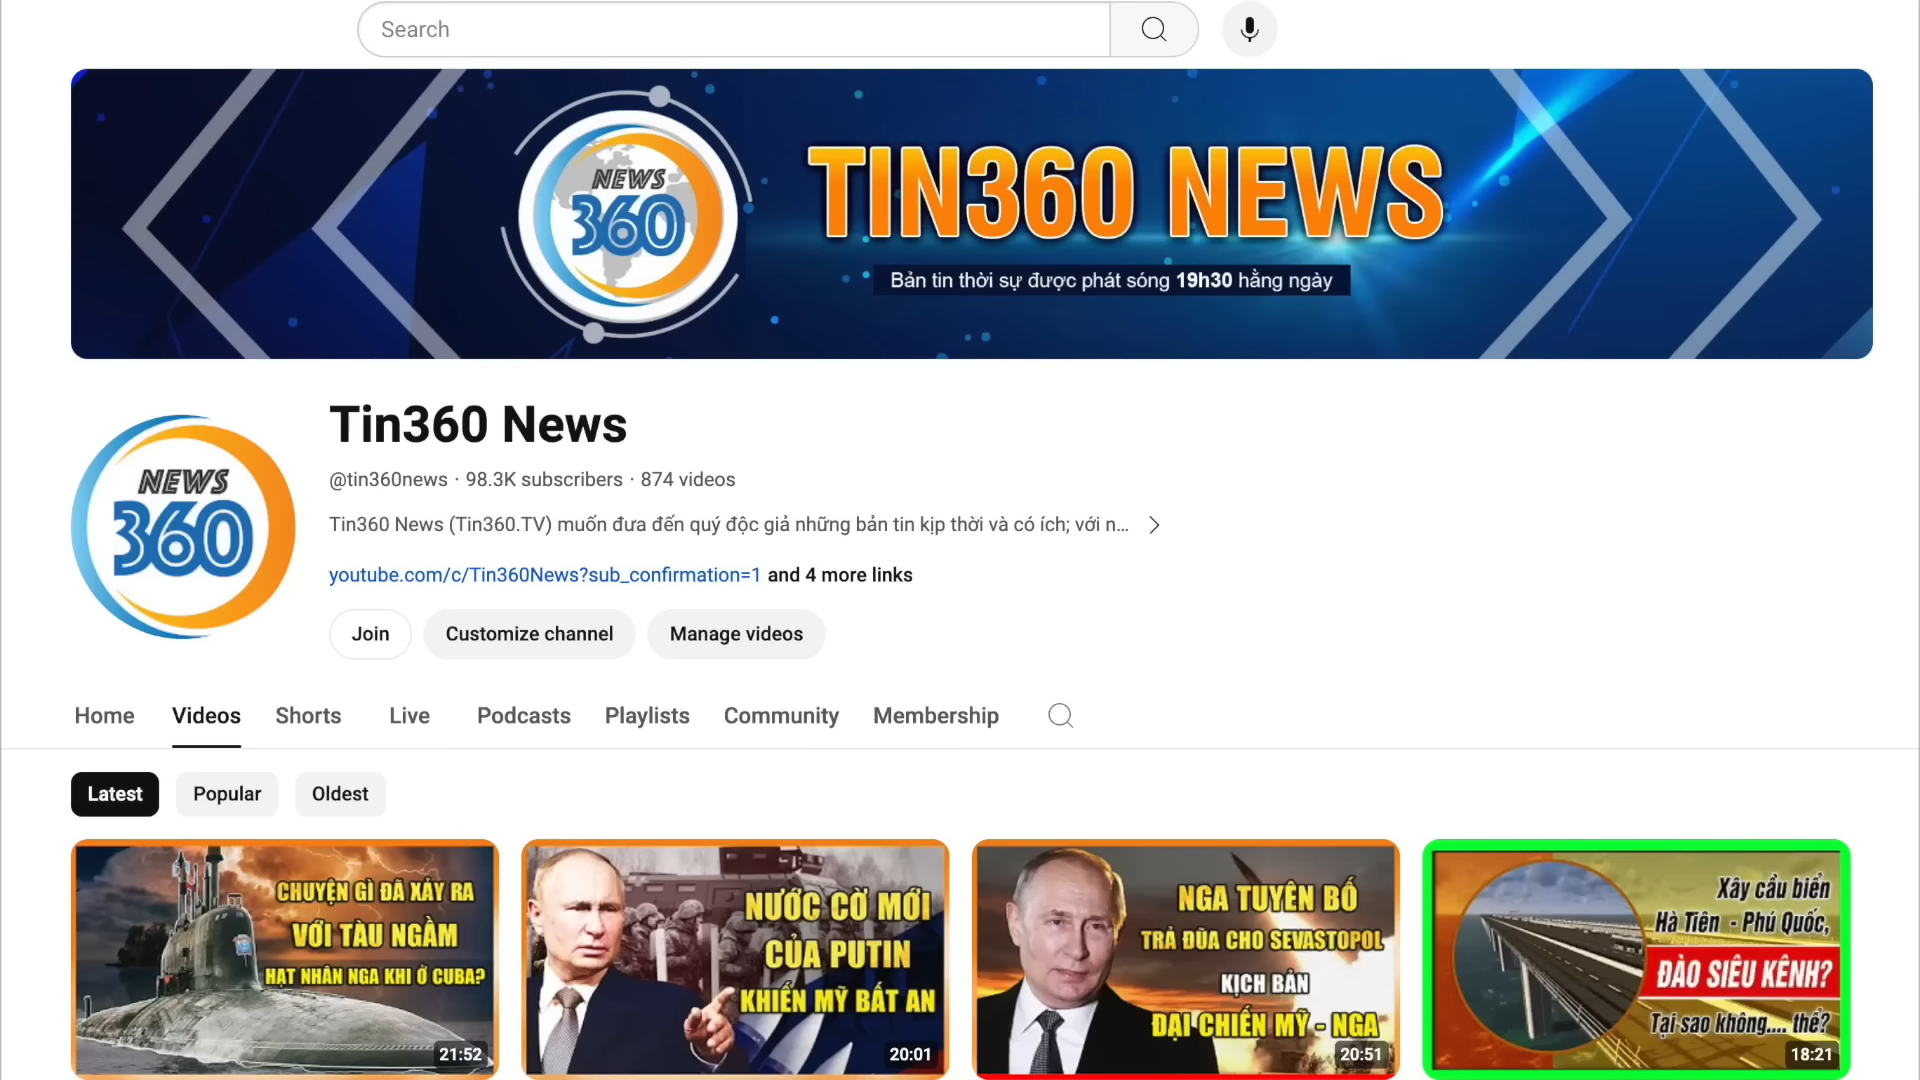 Search
NEWS
360
TIN360 NEWS
Bản tin thời sự được phát sóng 19h30 hằng ngày
NEWS
360
Tin360 News
@tin360news · 98.3K subscribers · 874 videos
Tin360 News (Tin360.TV) muốn đưa đến quý độc giả những bản tin kịp thời và có ích; với n...
youtube.com/c/Tin360News?sub_confirmation=1 and 4 more links
Join
Customize channel
Manage videos
Home
Videos
Shorts
Live
Podcasts
Playlists
Community
Membership
Latest
Popular
Oldest
CHUYỆN GÌ ĐÃ XẢY RA
VỚI TÀU NGẦM
HẠT NHÂN NGA KHI Ở CUBA?
21:52
NƯỚC CỜ MỚI
CỦA PUTIN
KHIẾN MỸ BẤT AN
20:01
NGA TUYÊN BỐ
TRẢ ĐŨA CHO SEVASTOPOL
KỊCH BẢN
ĐẠI CHIẾN MỸ - NGA
20:51
Xây cầu biển
Hà Tiên - Phú Quốc,
ĐÀO SIÊU KÊNH?
Tại sao không.... thể?
18:21